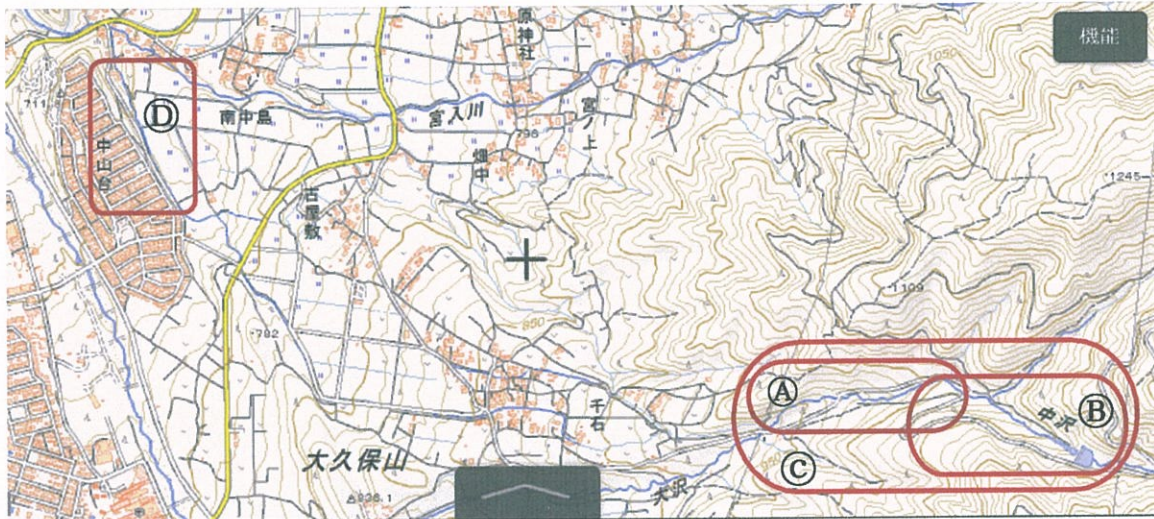 機能
原神社
1050
711
Ⓓ
南中島
宮入川
宮ノ上
796
畑中
中山台
古屋敷
1245
1109
850
782
Ⓐ
Ⓑ
中沢
千石
Ⓒ
大久保山
大沢
936.1